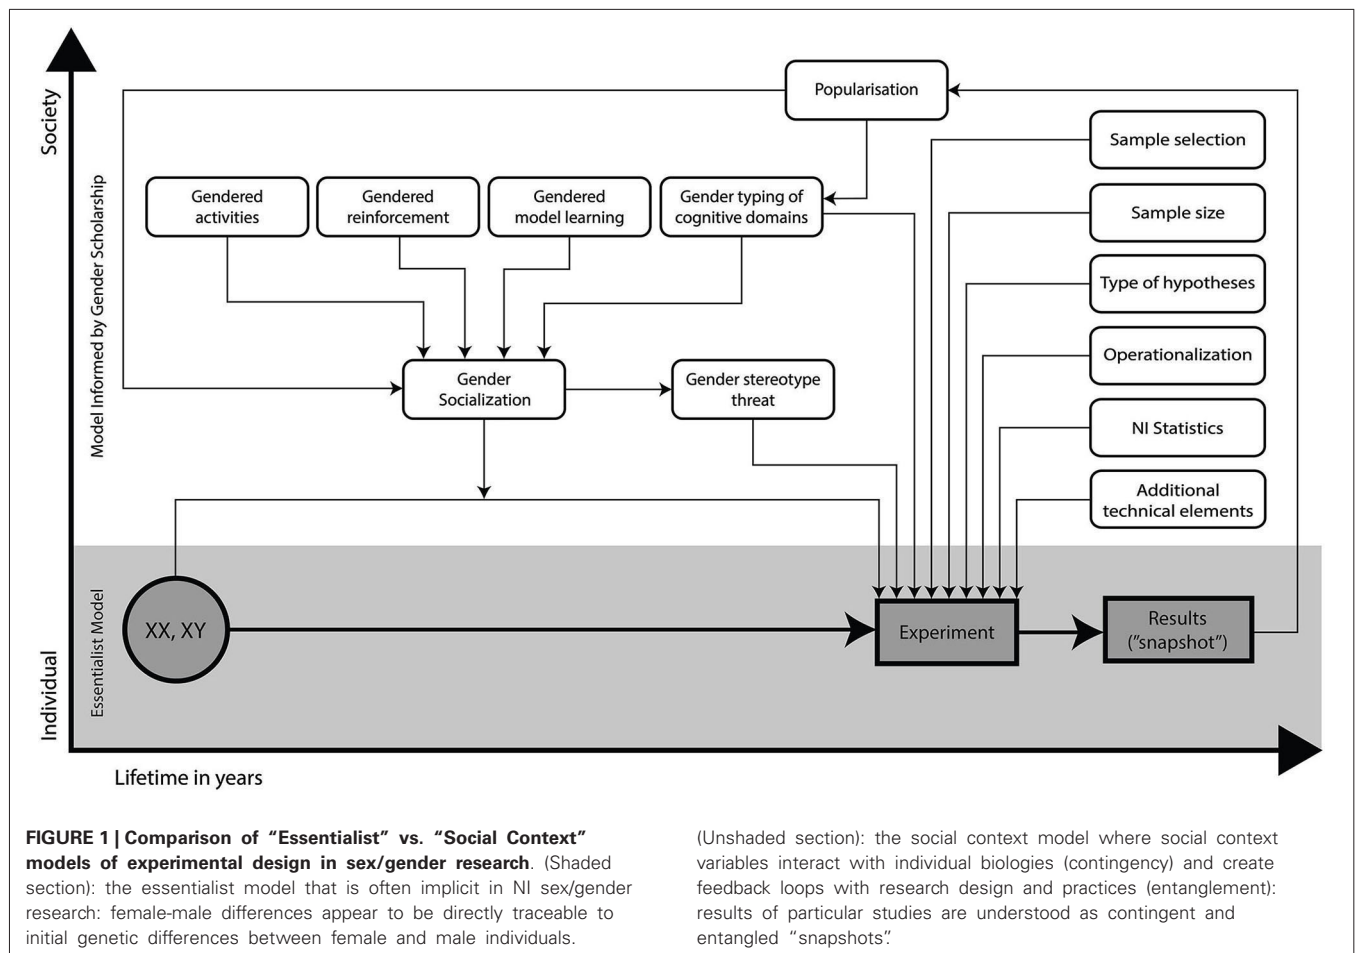 Society
Model Informed by Gender Scholarship
Individual
Essentialist Model
Popularisation
Gendered
activities
Gendered
reinforcement
Gendered
model learning
Gender typing of
cognitive domains
Gender
Socialization
Gender stereotype
threat
Sample selection
Sample size
Type of hypotheses
Operationalization
NI Statistics
Additional
technical elements
XX, XY
Experiment
Results
("snapshot")
Lifetime in years
FIGURE 1 | Comparison of “Essentialist” vs. “Social Context”
models of experimental design in sex/gender research. (Shaded
section): the essentialist model that is often implicit in NI sex/gender
research: female-male differences appear to be directly traceable to
initial genetic differences between female and male individuals.
(Unshaded section): the social context model where social context
variables interact with individual biologies (contingency) and create
feedback loops with research design and practices (entanglement):
results of particular studies are understood as contingent and
entangled “snapshots”.